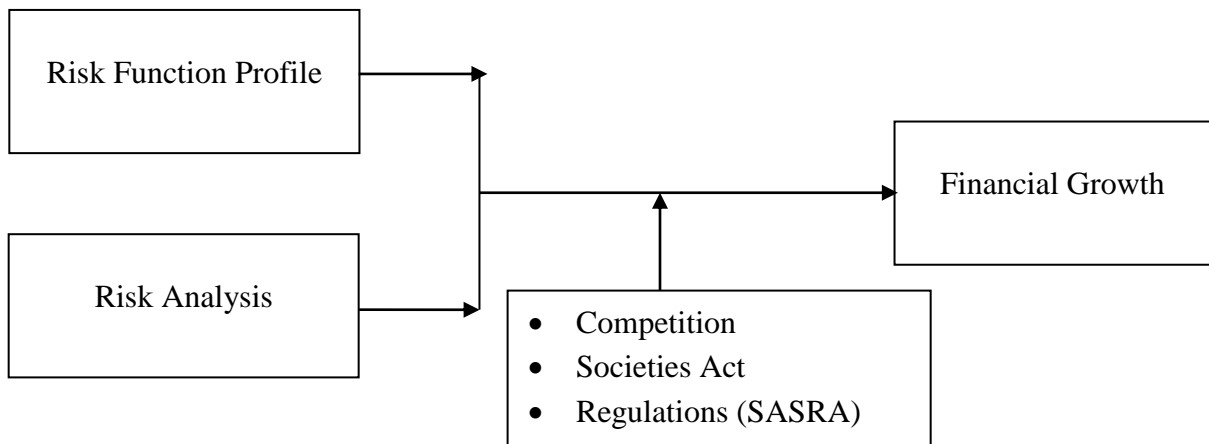 Risk Function Profile
Financial Growth
Risk Analysis
• Competition
• Societies Act
• Regulations (SASRA)